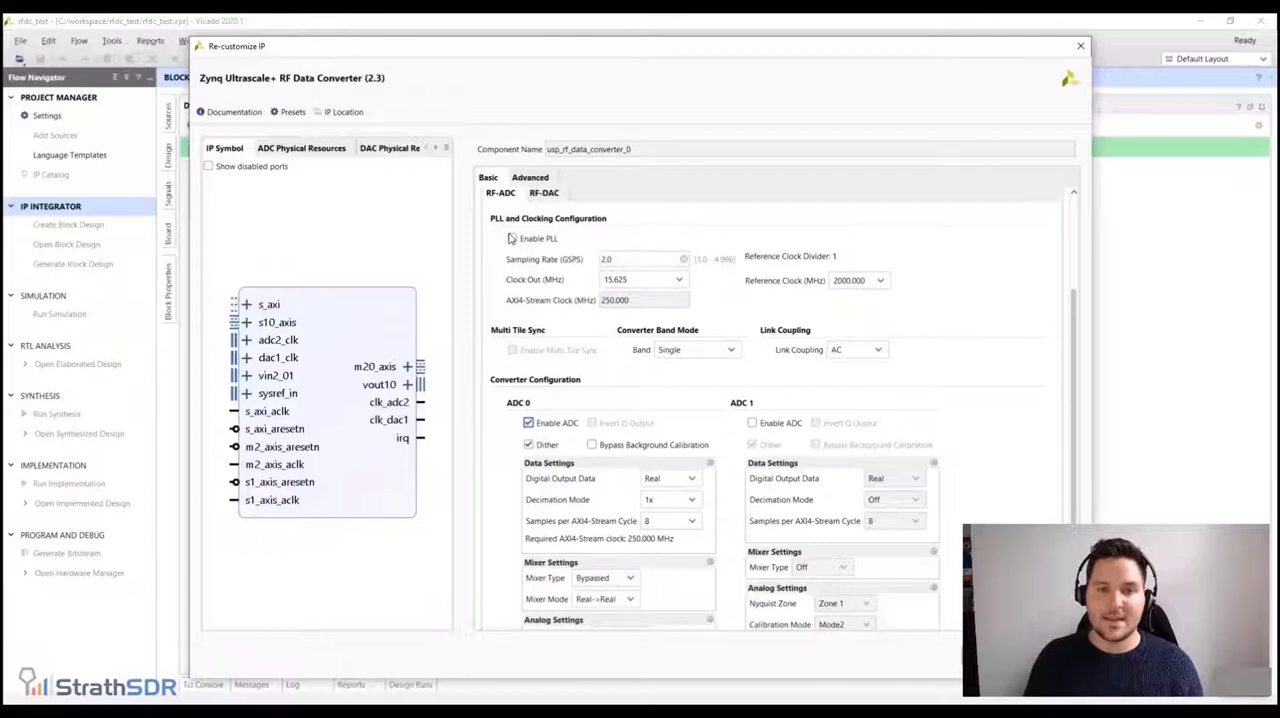 rfdc_test - [C:/workspace/rfdc_test/rfdc_test.xpr] - Vivado 2020.1
File Edit Flow Tools Reports
Ready
Default Layout
Flow Navigator
PROJECT MANAGER
Settings
Add Sources
Language Templates
IP Catalog
IP INTEGRATOR
Create Block Design
Open Block Design
Generate Block Design
SIMULATION
Run Simulation
RTL ANALYSIS
Open Elaborated Design
SYNTHESIS
Run Synthesis
Open Synthesized Design
IMPLEMENTATION
Run Implementation
Open Implemented Design
PROGRAM AND DEBUG
Generate Bitstream
Open Hardware Manager
BLOCK
Sources
Design
Signals
Board
Block Properties
Re-customize IP
Zynq Ultrascale+ RF Data Converter (2.3)
Documentation Presets IP Location
IP Symbol ADC Physical Resources DAC Physical Re
Show disabled ports
s_axi
s10_axis
adc2_clk
dac1_clk
vin2_01
sysref_in
s_axi_aclk
s_axi_aresetn
m2_axis_aresetn
m2_axis_aclk
s1_axis_aresetn
s1_axis_aclk
m20_axis
vout10
clk_adc2
clk_dac1
irq
Component Name usp_rf_data_converter_0
Basic Advanced
RF-ADC RF-DAC
PLL and Clocking Configuration
Enable PLL
Sampling Rate (GSPS) 2.0 [1.0 - 4.096] Reference Clock Divider: 1
Clock Out (MHz) 15.625 Reference Clock (MHz) 2000.000
AXI4-Stream Clock (MHz) 250.000
Multi Tile Sync Converter Band Mode Link Coupling
Enable Multi Tile Sync Band Single Link Coupling AC
Converter Configuration
ADC 0
Enable ADC Invert Q Output
Dither Bypass Background Calibration
Data Settings
Digital Output Data Real
Decimation Mode 1x
Samples per AXI4-Stream Cycle 8
Required AXI4-Stream clock: 250.000 MHz
Mixer Settings
Mixer Type Bypassed
Mixer Mode Real->Real
Analog Settings
ADC 1
Enable ADC Invert Q Output
Dither Bypass Background Calibration
Data Settings
Digital Output Data Real
Decimation Mode Off
Samples per AXI4-Stream Cycle 8
Mixer Settings
Mixer Type Off
Analog Settings
Nyquist Zone Zone 1
Calibration Mode Mode2
StrathSDR
Tcl Console Messages Log Reports Design Runs